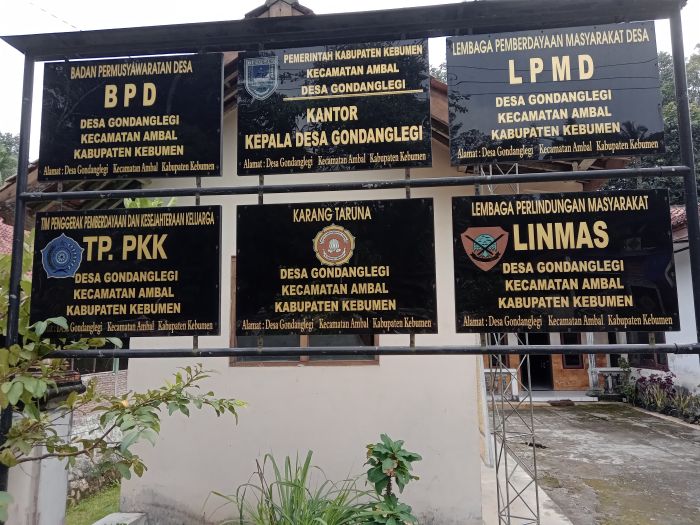 BADAN PERMUSYAWARATAN DESA
BPD
DESA GONDANGLEGI
KECAMATAN AMBAL
KABUPATEN KEBUMEN
Alamat : Desa Gondanglegi Kecamatan Ambal Kabupaten Kebumen
PEMERINTAH KABUPATEN KEBUMEN
KECAMATAN AMBAL
DESA GONDANGLEGI
KANTOR
KEPALA DESA GONDANGLEGI
Alamat : Desa Gondanglegi Kecamatan Ambal Kabupaten Kebumen
LEMBAGA PEMBERDAYAAN MASYARAKAT DESA
LPMD
DESA GONDANGLEGI
KECAMATAN AMBAL
KABUPATEN KEBUMEN
Alamat : Desa Gondanglegi Kecamatan Ambal Kabupaten Kebumen
TIM PENGGERAK PEMBERDAYAAN DAN KESEJAHTERAAN KELUARGA
TP. PKK
DESA GONDANGLEGI
KECAMATAN AMBAL
KABUPATEN KEBUMEN
Alamat : Desa Gondanglegi Kecamatan Ambal Kabupaten Kebumen
KARANG TARUNA
DESA GONDANGLEGI
KECAMATAN AMBAL
KABUPATEN KEBUMEN
Alamat : Desa Gondanglegi Kecamatan Ambal Kabupaten Kebumen
LEMBAGA PERLINDUNGAN MASYARAKAT
LINMAS
DESA GONDANGLEGI
KECAMATAN AMBAL
KABUPATEN KEBUMEN
Alamat : Desa Gondanglegi Kecamatan Ambal Kabupaten Kebumen